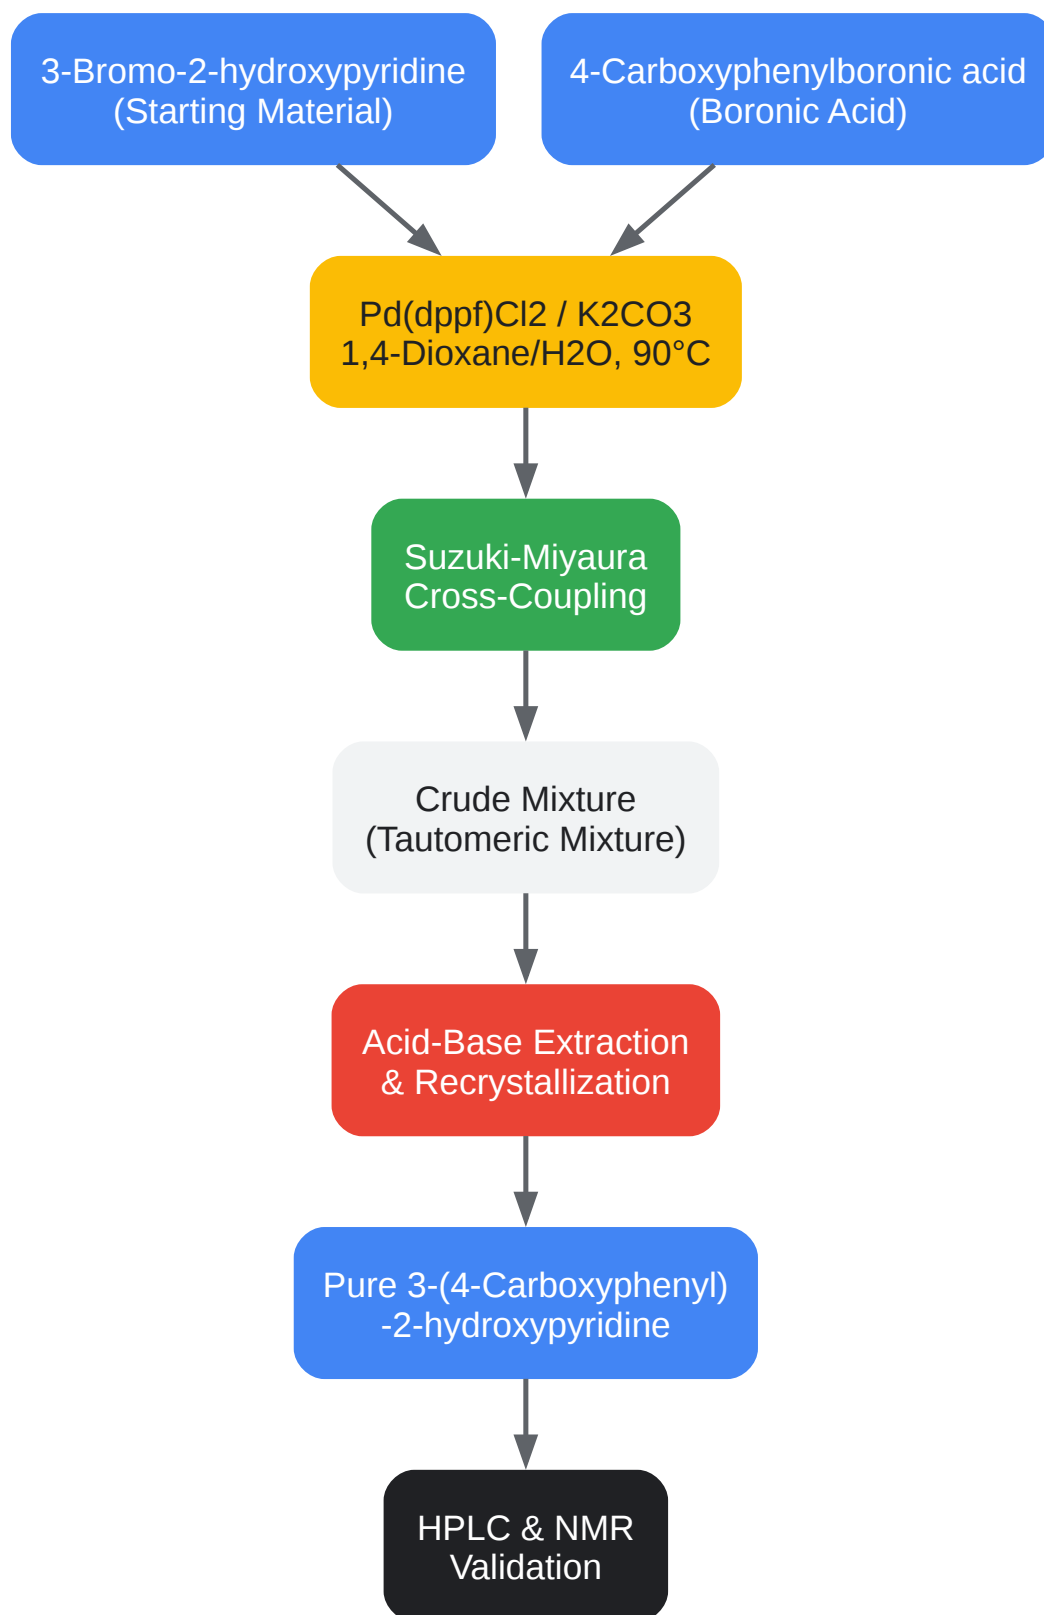 3-Bromo-2-hydroxypyridine
(Starting Material)
4-Carboxyphenylboronic acid
(Boronic Acid)
Pd(dppf)Cl2 / K2CO3
1,4-Dioxane/H2O, 90°C
Suzuki-Miyaura
Cross-Coupling
Crude Mixture
(Tautomeric Mixture)
Acid-Base Extraction
& Recrystallization
Pure 3-(4-Carboxyphenyl)
-2-hydroxypyridine
HPLC & NMR
Validation